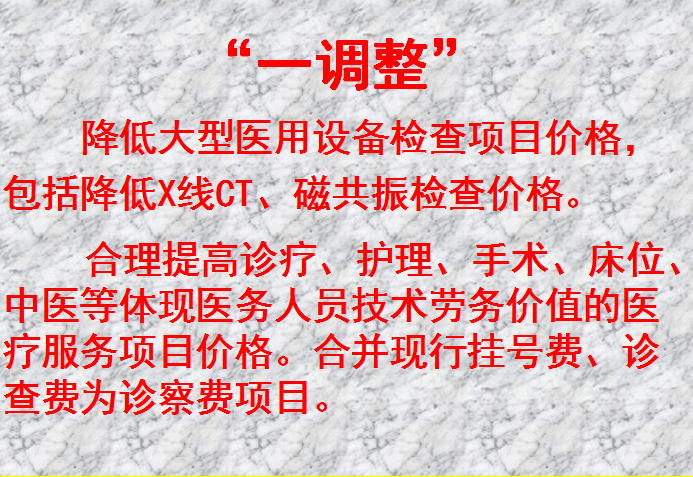 “一调整”
降低大型医用设备检查项目价格，
包括降低X线CT、磁共振检查价格。
合理提高诊疗、护理、手术、床位、
中医等体现医务人员技术劳务价值的医
疗服务项目价格。合并现行挂号费、诊
查费为诊察费项目。